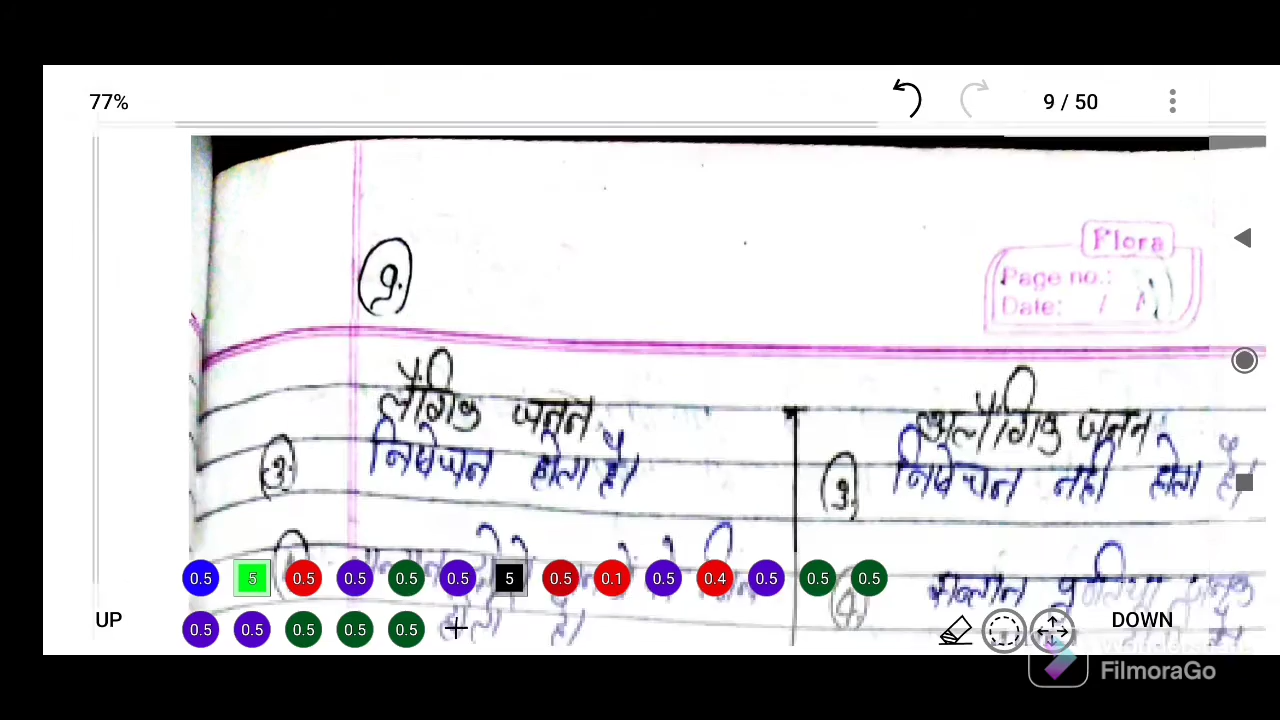 77%
9 / 50
9.
Flora
Page no.:
Date: / /
लैंगिक जनन
अलैंगिक जनन
3. निषेचन होता है।
3. निषेचन नही होता है।
4.
सन्तान
है।
0.5 5 0.5 0.5 0.5 0.5 5 0.5 0.1 0.5 0.4 0.5 0.5 0.5
UP 0.5 0.5 0.5 0.5 0.5
DOWN
FilmoraGo